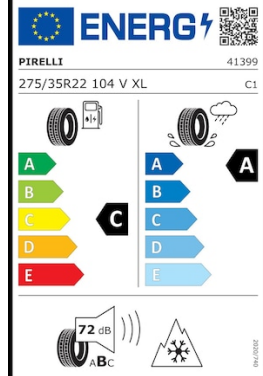 ENERG
PIRELLI 41399
275/35R22 104 V XL C1
A A
B B
C C
D D
E E
C
A
72 dB
ABC
2020/740